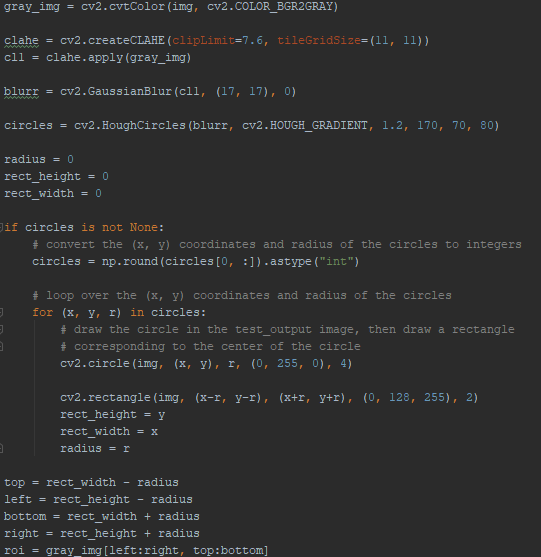 gray_img = cv2.cvtColor(img, cv2.COLOR_BGR2GRAY)
clahe = cv2.createCLAHE(clipLimit=7.6, tileGridSize=(11, 11))
cl1 = clahe.apply(gray_img)
blurr = cv2.GaussianBlur(cl1, (17, 17), 0)
circles = cv2.HoughCircles(blurr, cv2.HOUGH_GRADIENT, 1.2, 170, 70, 80)
radius = 0
rect_height = 0
rect_width = 0
if circles is not None:
# convert the (x, y) coordinates and radius of the circles to integers
circles = np.round(circles[0, :]).astype("int")
# loop over the (x, y) coordinates and radius of the circles
for (x, y, r) in circles:
# draw the circle in the test_output image, then draw a rectangle
# corresponding to the center of the circle
cv2.circle(img, (x, y), r, (0, 255, 0), 4)
cv2.rectangle(img, (x-r, y-r), (x+r, y+r), (0, 128, 255), 2)
rect_height = y
rect_width = x
radius = r
top = rect_width - radius
left = rect_height - radius
bottom = rect_width + radius
right = rect_height + radius
roi = gray_img[left:right, top:bottom]